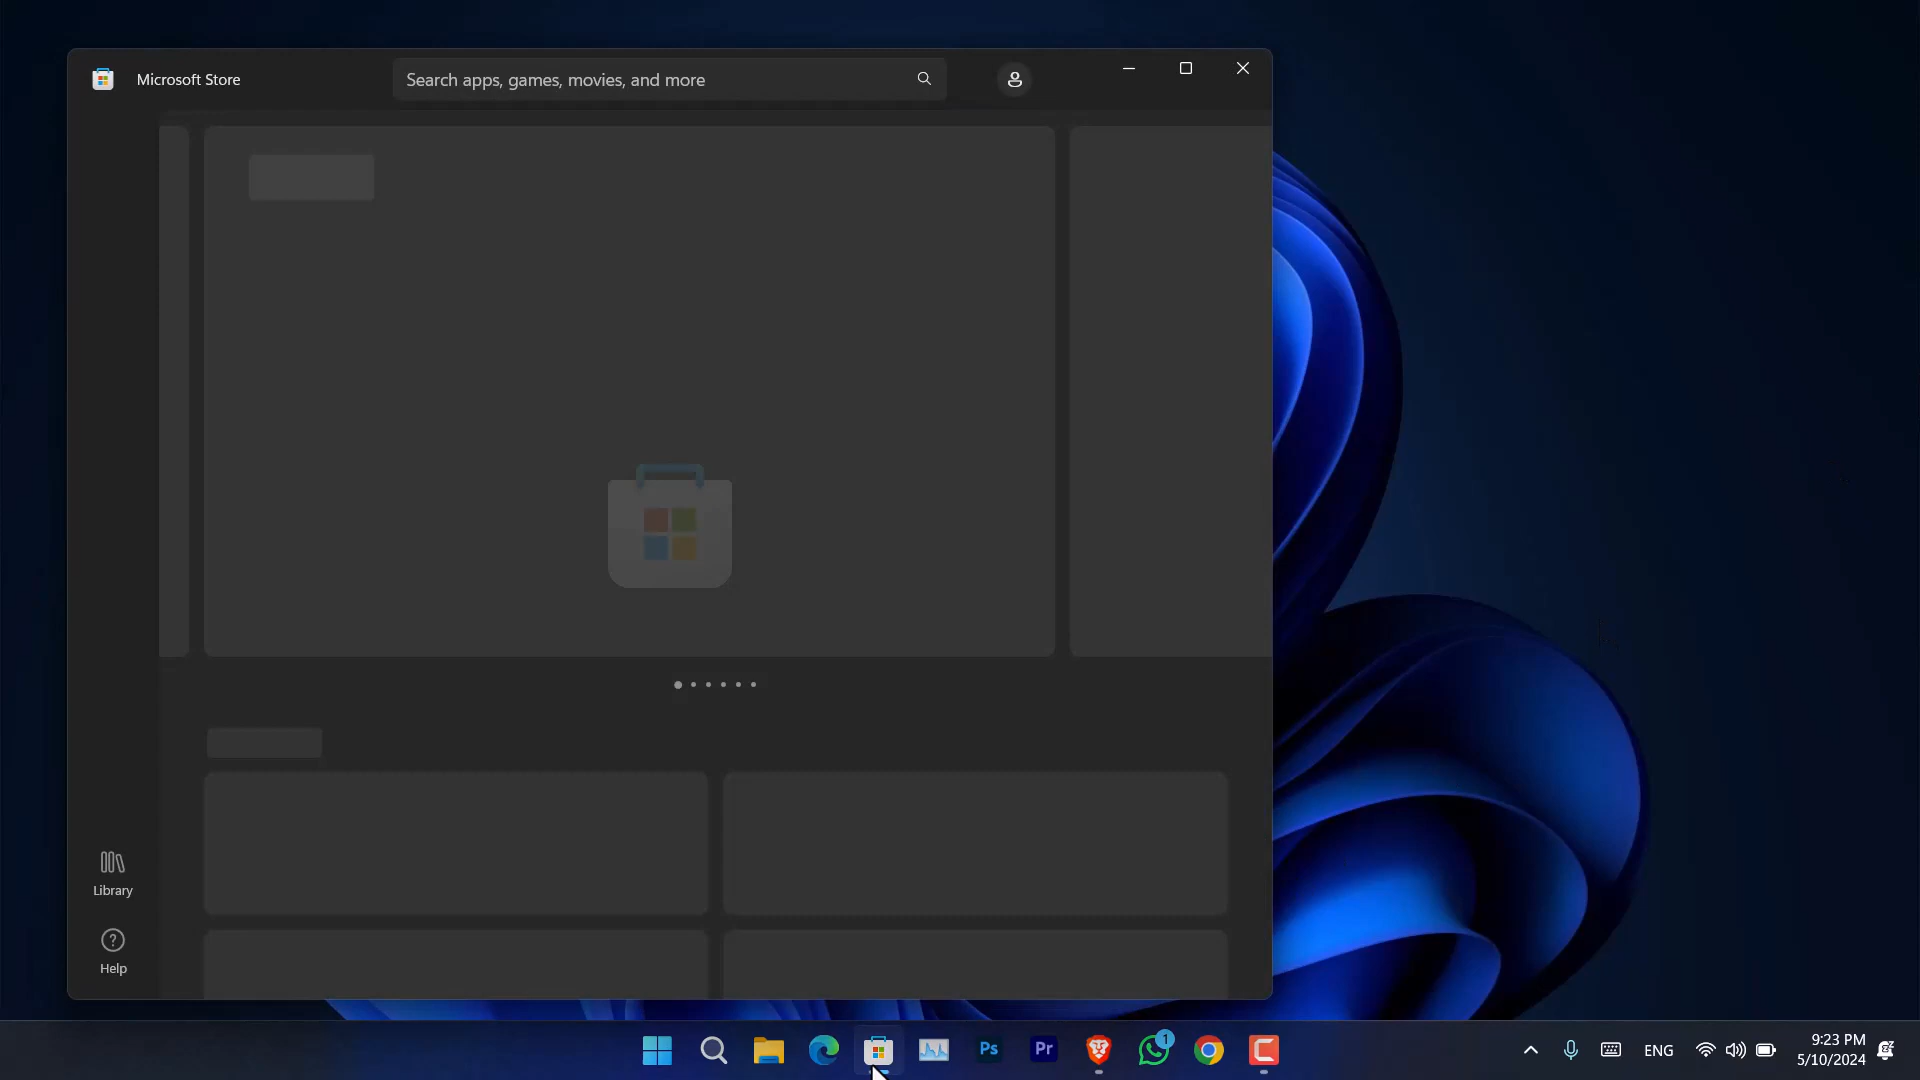 Microsoft Store
Search apps, games, movies, and more
Library
?
Help
Ps
Pr
1
ENG
9:23 PM
5/10/2024